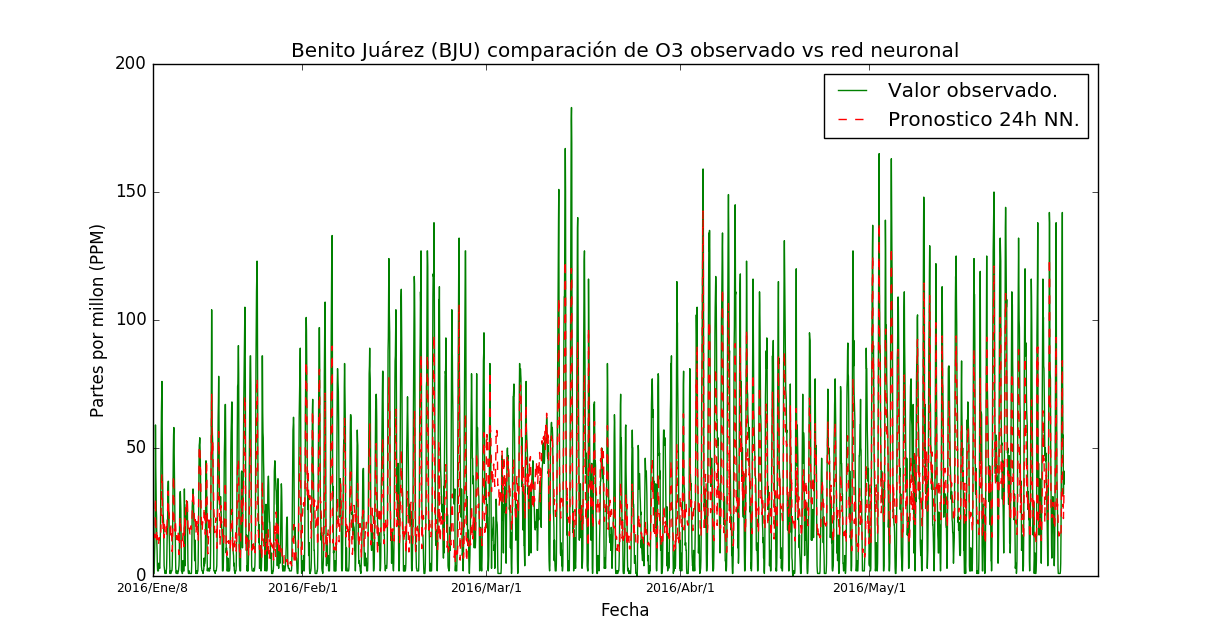 Benito Juárez (BJU) comparación de O3 observado vs red neuronal
200
Valor observado.
Pronostico 24h NN.
150
100
50
0
Partes por millon (PPM)
2016/Ene/8
2016/Feb/1
2016/Mar/1
2016/Abr/1
2016/May/1
Fecha